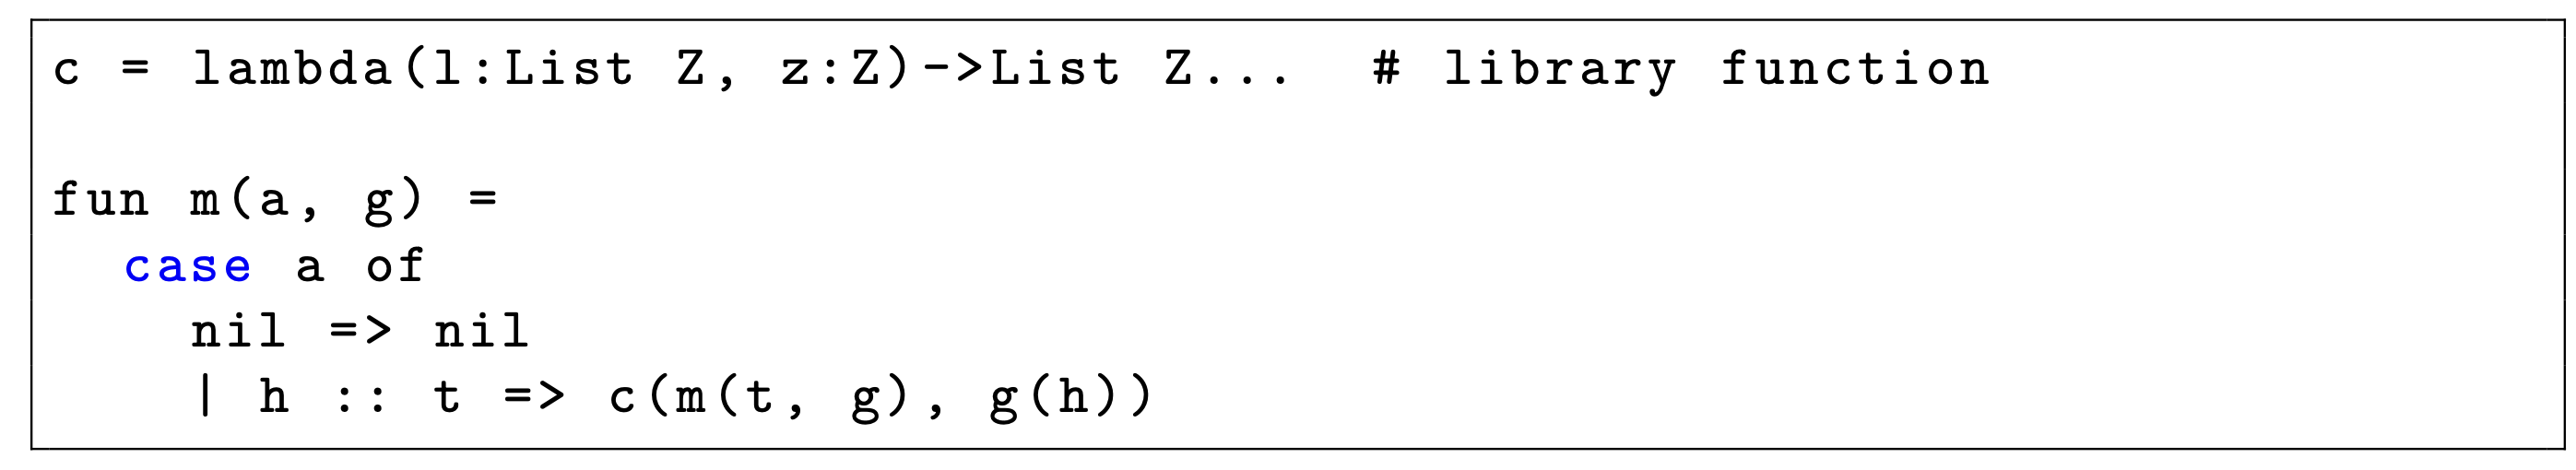 c = lambda(l:List Z, z:Z)->List Z... # library function
fun m(a, g) =
case a of
nil => nil
| h :: t => c(m(t, g), g(h))